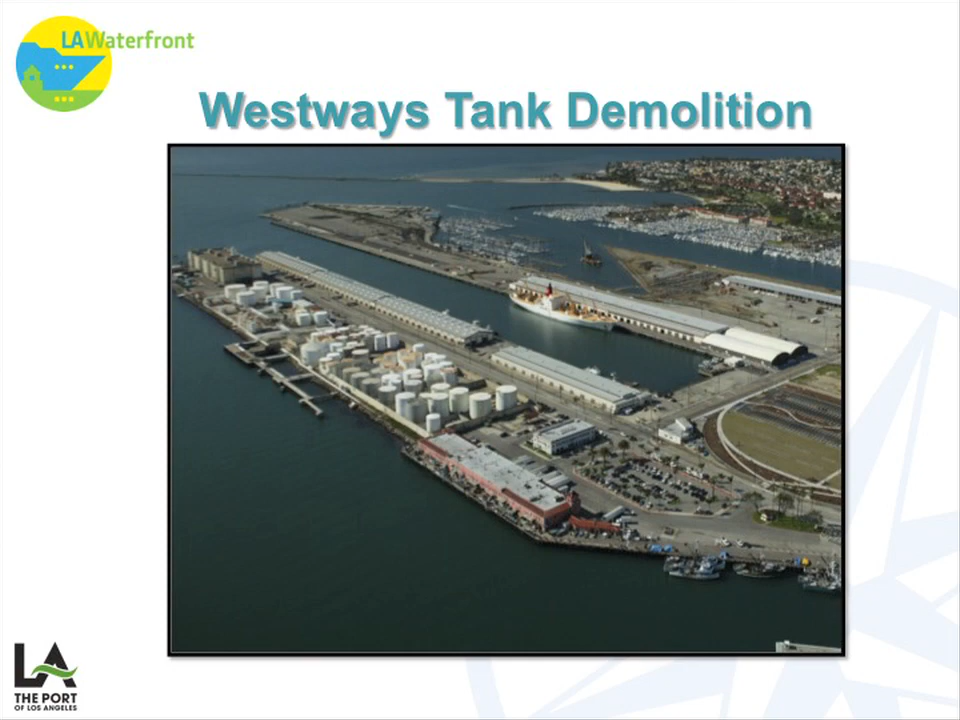 LAWaterfront
Westways Tank Demolition
LA
THE PORT
OF LOS ANGELES